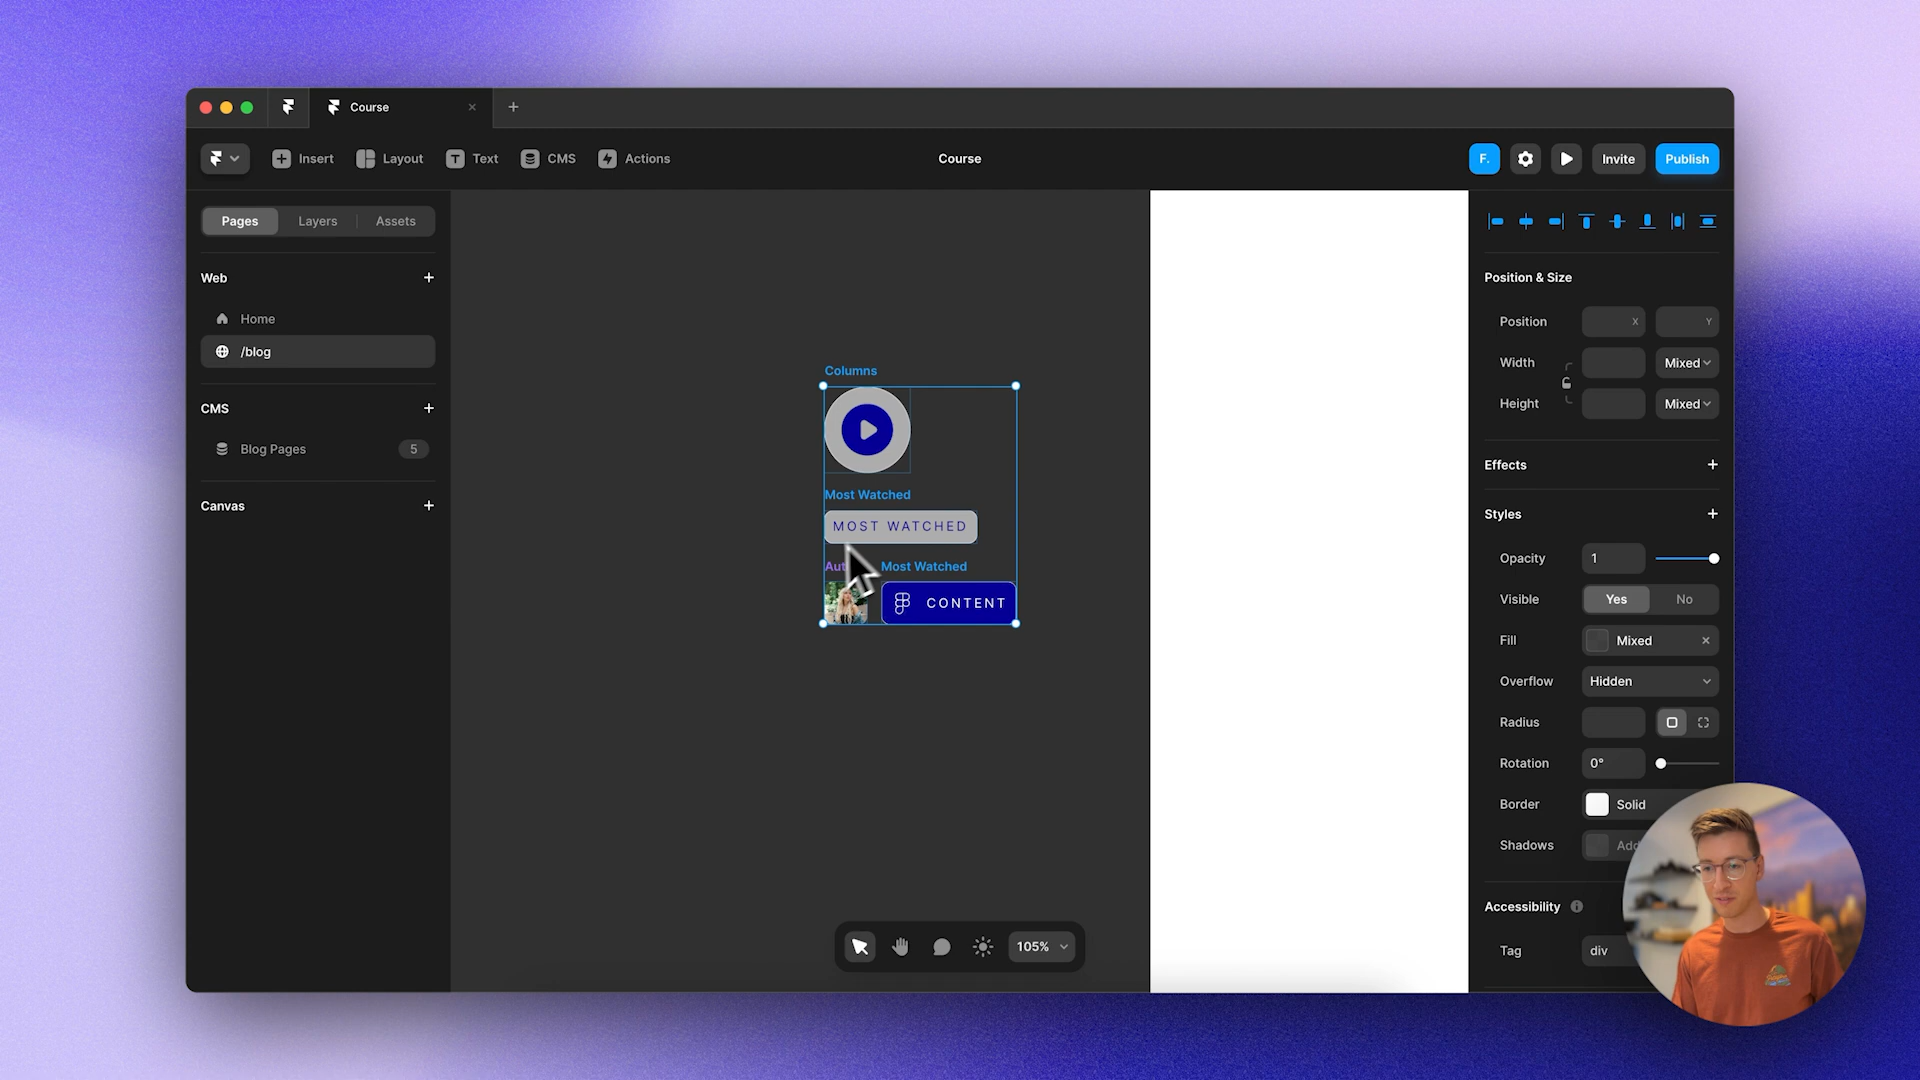 Course
Insert
Layout
Text
CMS
Actions
Course
F.
Invite
Publish
Pages
Layers
Assets
Web
Home
/blog
CMS
Blog Pages
5
Canvas
Columns
Most Watched
MOST WATCHED
Aut
Most Watched
CONTENT
105%
Position & Size
Position
X
Y
Width
Mixed
Height
Mixed
Effects
Styles
Opacity
1
Visible
Yes
No
Fill
Mixed
Overflow
Hidden
Radius
Rotation
0°
Border
Solid
Shadows
Add
Accessibility
Tag
div